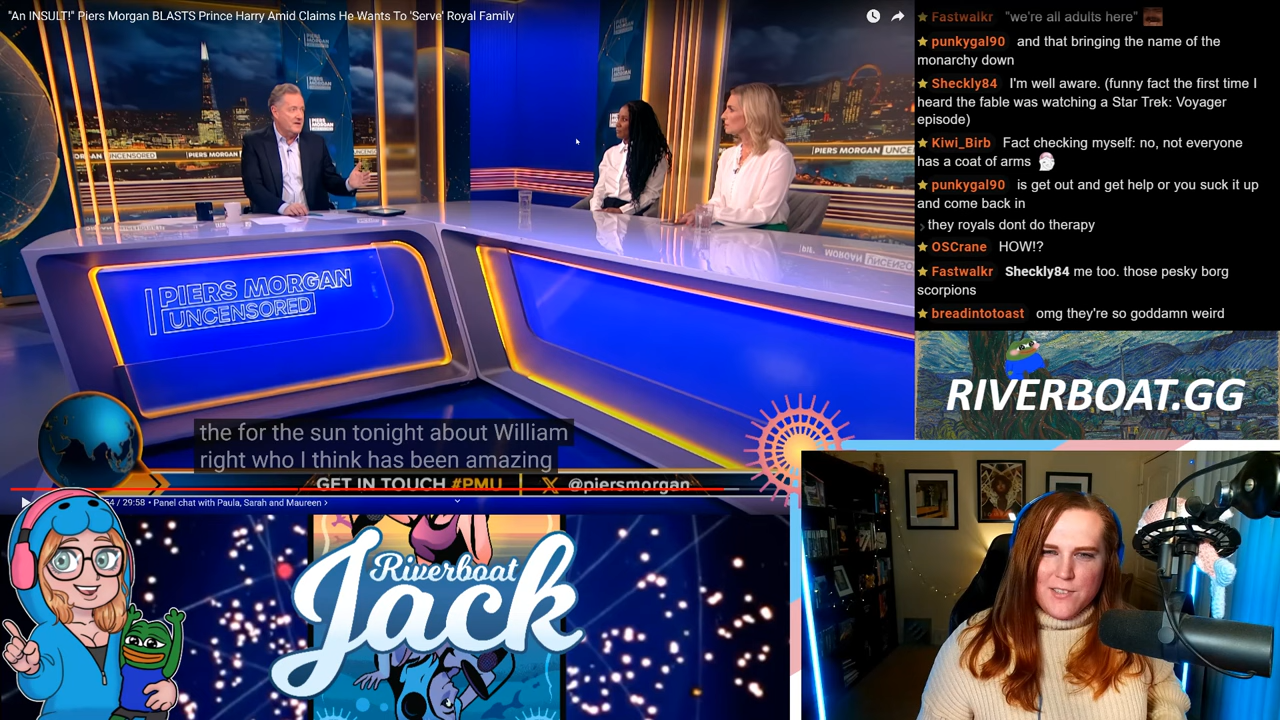 "An INSULT!" Piers Morgan BLASTS Prince Harry Amid Claims He Wants To 'Serve' Royal Family
PIERS MORGAN
UNCENSORED
PIERS MORGAN
UNCENSORED
PIERS MORGAN
the for the sun tonight about William
right who I think has been amazing
GET IN TOUCH #PMU | X @piersmorgan
/ 29:58 • Panel chat with Paula, Sarah and Maureen ›
Riverboat
Jack
Fastwalkr "we're all adults here"
punkygal90 and that bringing the name of the
monarchy down
Sheckly84 I'm well aware. (funny fact the first time I
heard the fable was watching a Star Trek: Voyager
episode)
Kiwi_Birb Fact checking myself: no, not everyone
has a coat of arms
punkygal90 is get out and get help or you suck it up
and come back in
they royals dont do therapy
OSCrane HOW!?
Fastwalkr Sheckly84 me too. those pesky borg
scorpions
breadintotoast omg they're so goddamn weird
RIVERBOAT.GG